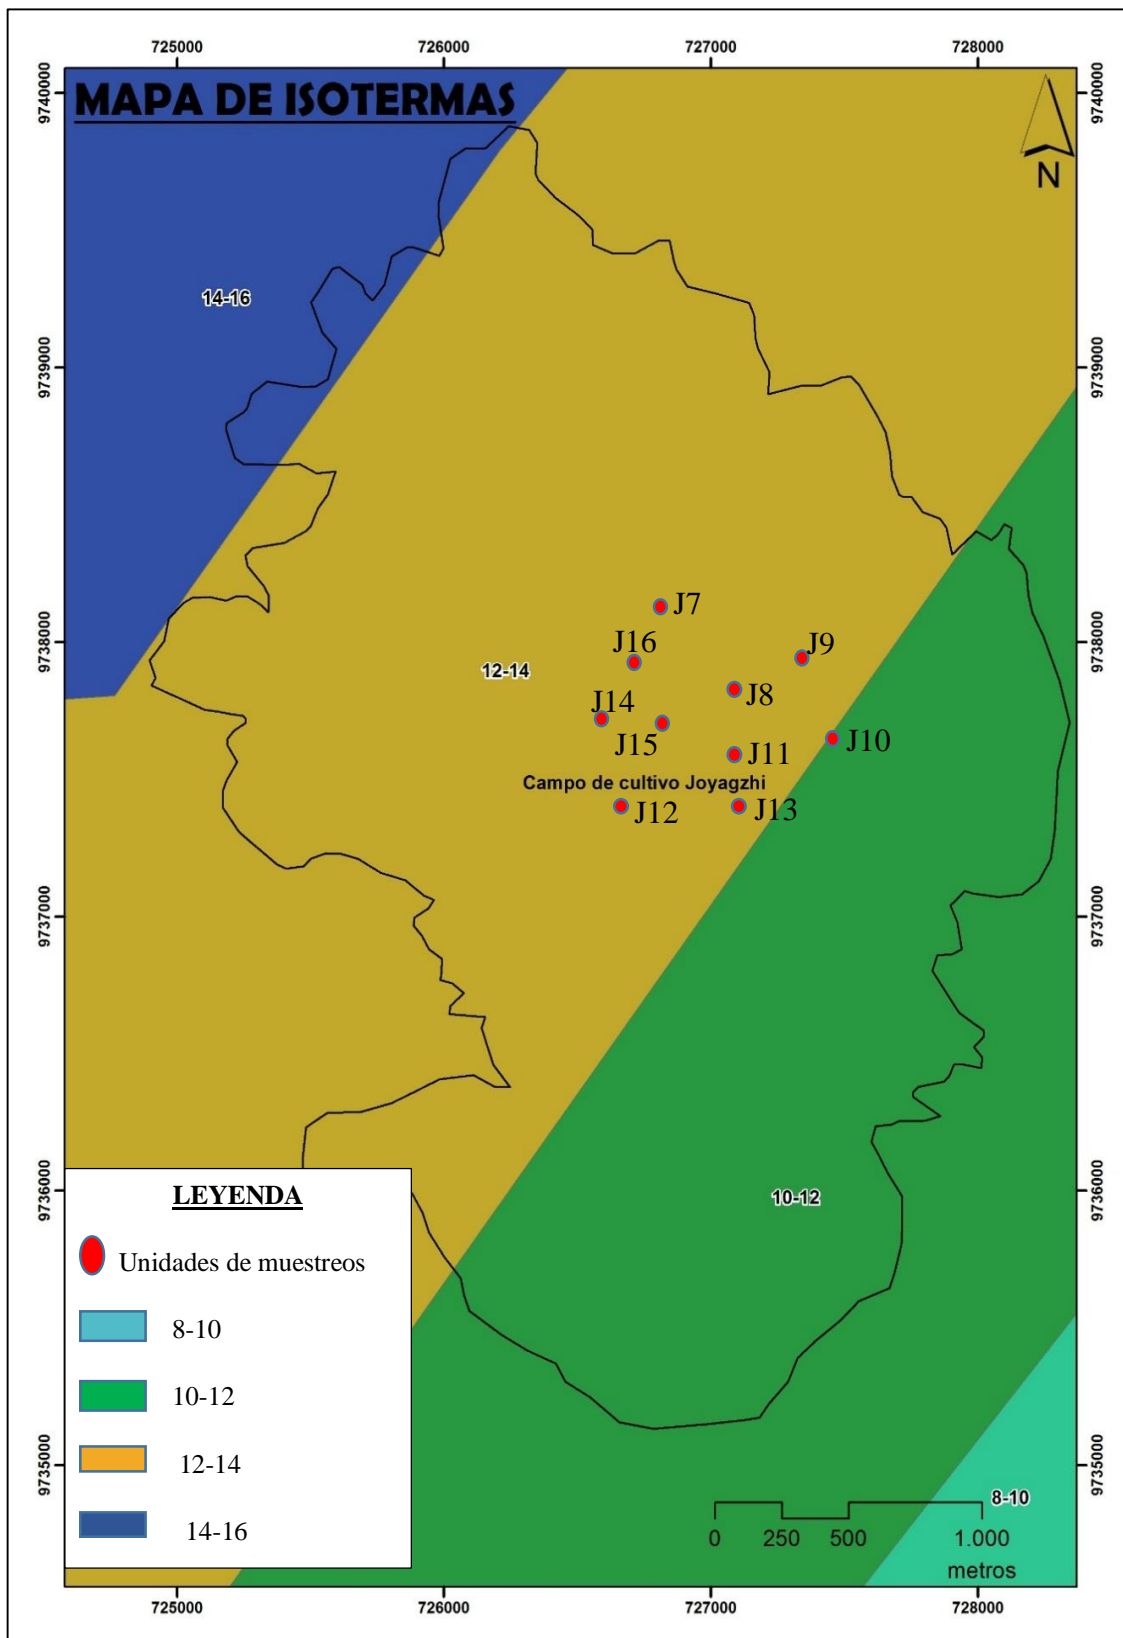 725000 726000 727000 728000
MAPA DE ISOTERMAS
9740000 9740000
N
14-16
9739000 9739000
J7
9738000 9738000
J16 J9
12-14
J8
J14
J15 J10
J11
Campo de cultivo Joyagzhi
J12 J13
9737000 9737000
9736000 9736000
10-12
LEYENDA
Unidades de muestreos
8-10
10-12
12-14
14-16
9735000 9735000
8-10
0 250 500 1.000
metros
725000 726000 727000 728000